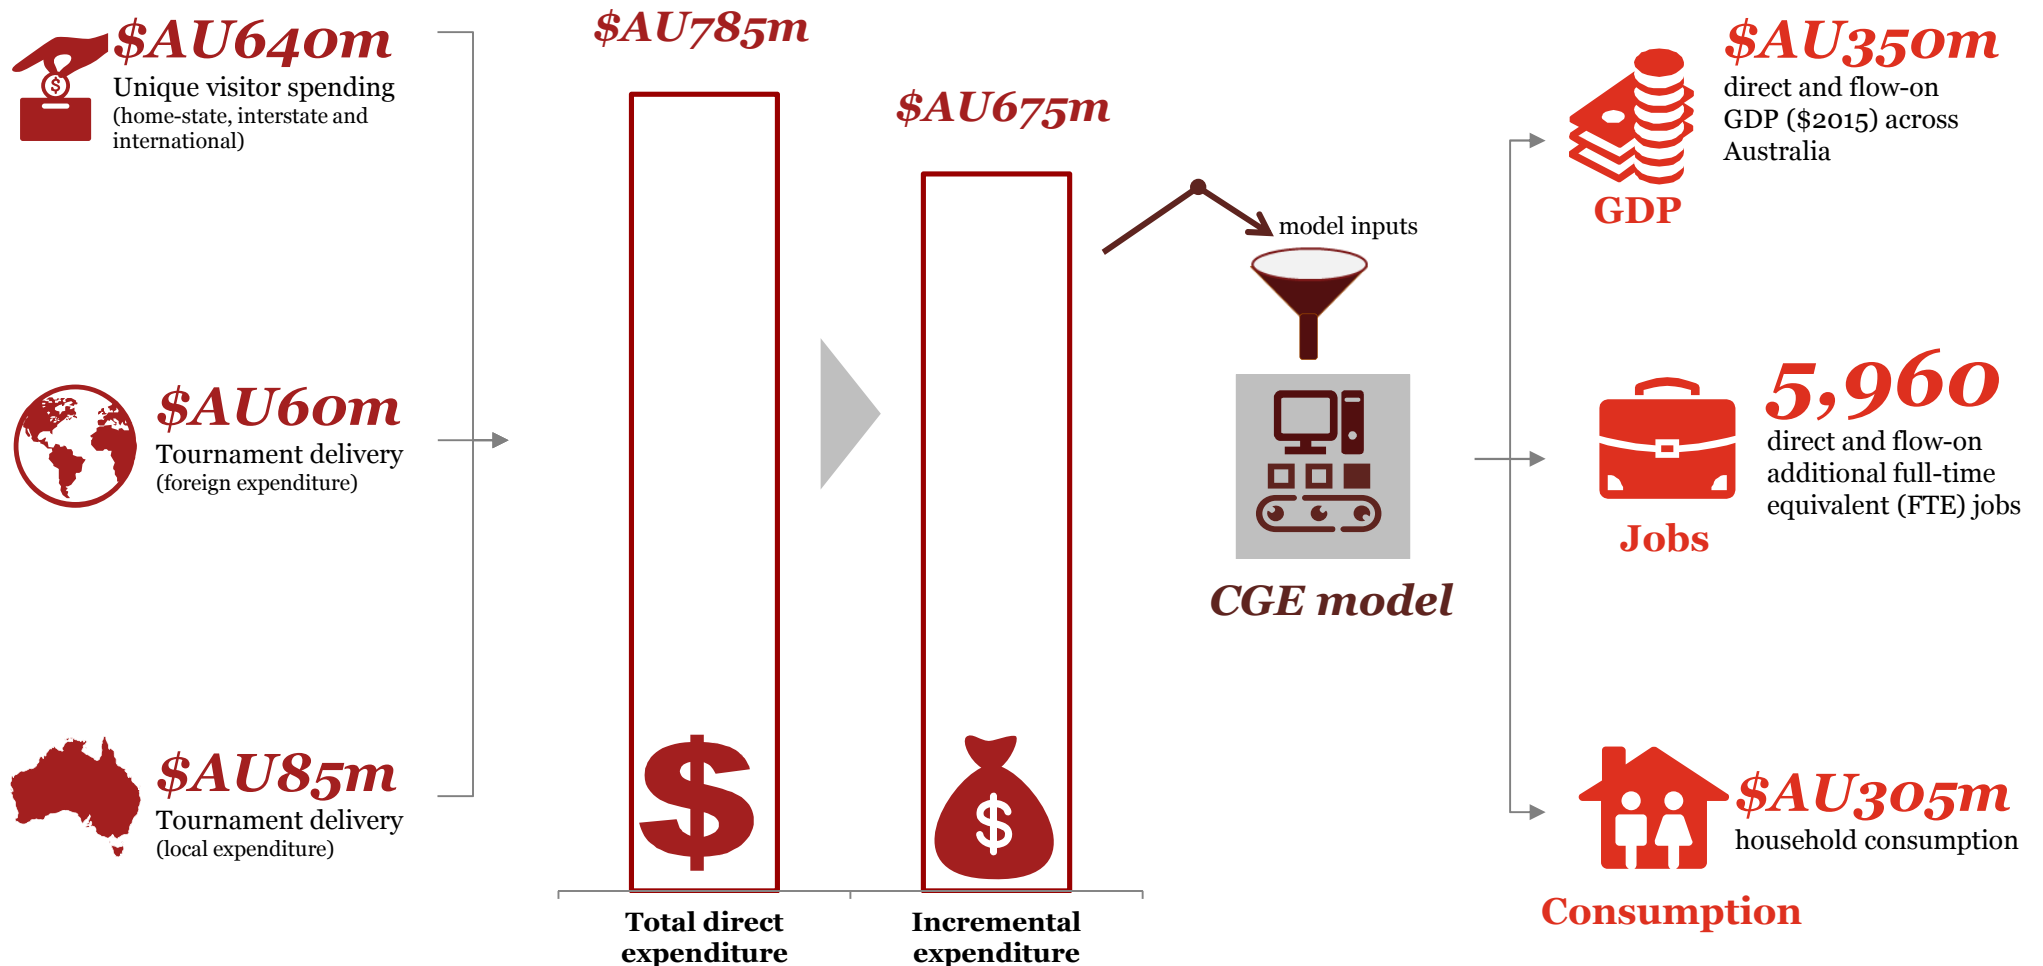 $AU640m
Unique visitor spending
(home-state, interstate and
international)
$AU60m
Tournament delivery
(foreign expenditure)
$AU85m
Tournament delivery
(local expenditure)
$AU785m
$AU675m
$
$
$
Total direct
expenditure
Incremental
expenditure
model inputs
CGE model
$AU350m
direct and flow-on
GDP ($2015) across
Australia
GDP
5,960
direct and flow-on
additional full-time
equivalent (FTE) jobs
Jobs
$AU305m
household consumption
Consumption